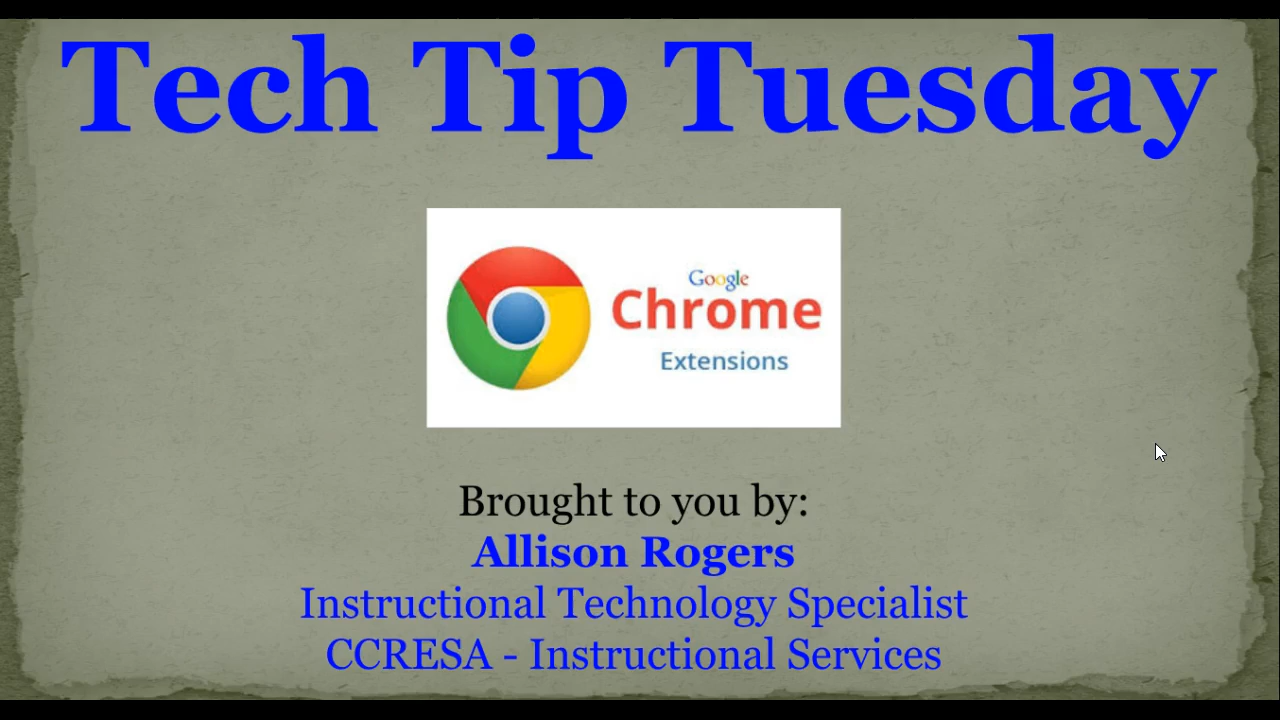 Tech Tip Tuesday
Google
Chrome
Extensions
Brought to you by:
Allison Rogers
Instructional Technology Specialist
CCRESA - Instructional Services